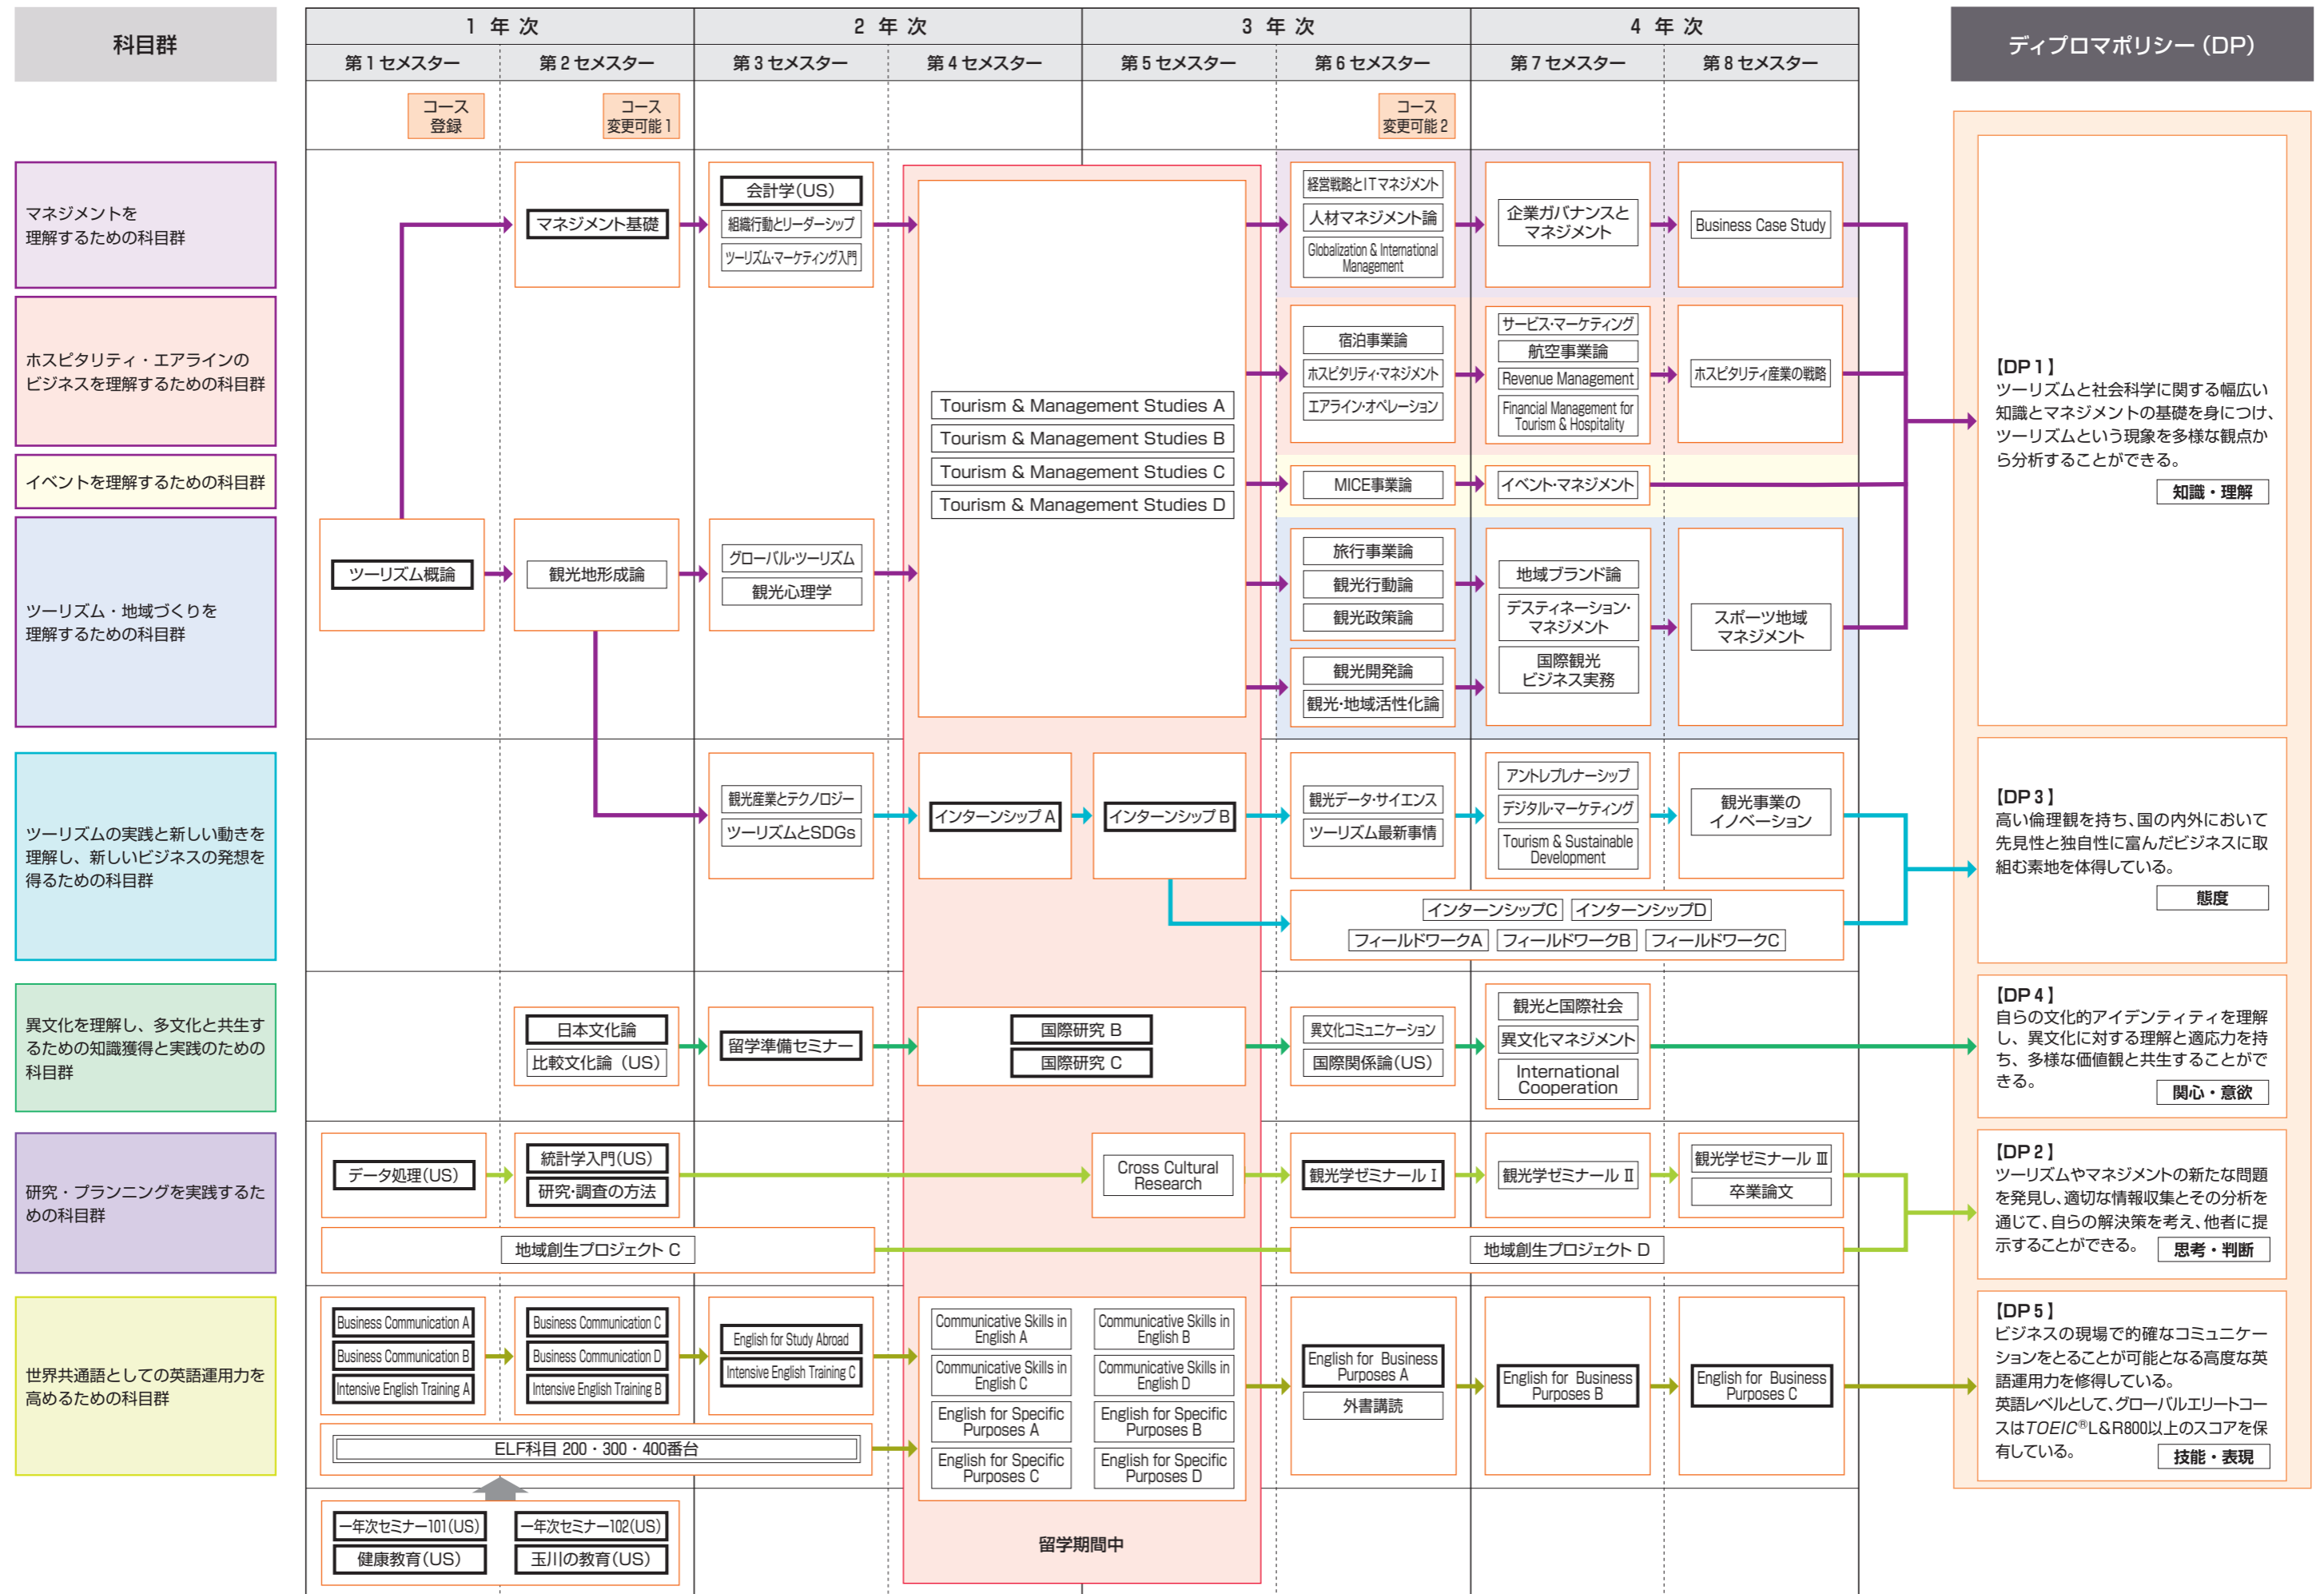 科目群
1 年 次
2 年 次
3 年 次
4 年 次
ディプロマポリシー（DP）
第1セメスター
第2セメスター
第3セメスター
第4セメスター
第5セメスター
第6セメスター
第7セメスター
第8セメスター
コース
登録
コース
変更可能1
コース
変更可能2
マネジメントを
理解するための科目群
マネジメント基礎
会計学(US)
組織行動とリーダーシップ
ツーリズム・マーケティング入門
経営戦略とITマネジメント
人材マネジメント論
Globalization & International
Management
企業ガバナンスと
マネジメント
Business Case Study
ホスピタリティ・エアラインの
ビジネスを理解するための科目群
Tourism & Management Studies A
Tourism & Management Studies B
Tourism & Management Studies C
Tourism & Management Studies D
宿泊事業論
ホスピタリティ・マネジメント
エアライン・オペレーション
サービス・マーケティング
航空事業論
Revenue Management
Financial Management for
Tourism & Hospitality
ホスピタリティ産業の戦略
イベントを理解するための科目群
MICE事業論
イベント・マネジメント
ツーリズム・地域づくりを
理解するための科目群
ツーリズム概論
観光地形成論
グローバル・ツーリズム
観光心理学
旅行事業論
観光行動論
観光政策論
観光開発論
観光・地域活性化論
地域ブランド論
デスティネーション・
マネジメント
国際観光
ビジネス実務
スポーツ地域
マネジメント
【DP1】
ツーリズムと社会科学に関する幅広い
知識とマネジメントの基礎を身につけ、
ツーリズムという現象を多様な観点か
ら分析することができる。
知識・理解
ツーリズムの実践と新しい動きを
理解し、新しいビジネスの発想を
得るための科目群
観光産業とテクノロジー
ツーリズムとSDGs
インターンシップ A
インターンシップ B
観光データ・サイエンス
ツーリズム最新事情
アントレプレナーシップ
デジタル・マーケティング
Tourism & Sustainable
Development
観光事業の
イノベーション
インターンシップC
インターンシップD
フィールドワークA
フィールドワークB
フィールドワークC
【DP3】
高い倫理観を持ち、国の内外において
先見性と独自性に富んだビジネスに取
組む素地を体得している。
態度
異文化を理解し、多文化と共生す
るための知識獲得と実践のための
科目群
日本文化論
比較文化論（US）
留学準備セミナー
国際研究 B
国際研究 C
異文化コミュニケーション
国際関係論(US)
観光と国際社会
異文化マネジメント
International
Cooperation
【DP4】
自らの文化的アイデンティティを理解
し、異文化に対する理解と適応力を持
ち、多様な価値観と共生することがで
きる。
関心・意欲
研究・プランニングを実践するた
めの科目群
データ処理(US)
統計学入門(US)
研究・調査の方法
Cross Cultural
Research
観光学ゼミナール Ⅰ
観光学ゼミナール Ⅱ
観光学ゼミナール Ⅲ
卒業論文
地域創生プロジェクト C
地域創生プロジェクト D
【DP2】
ツーリズムやマネジメントの新たな問題
を発見し、適切な情報収集とその分析を
通じて、自らの解決策を考え、他者に提
示することができる。
思考・判断
世界共通語としての英語運用力を
高めるための科目群
Business Communication A
Business Communication B
Intensive English Training A
Business Communication C
Business Communication D
Intensive English Training B
English for Study Abroad
Intensive English Training C
ELF科目 200・300・400番台
Communicative Skills in
English A
Communicative Skills in
English C
English for Specific
Purposes A
English for Specific
Purposes C
Communicative Skills in
English B
Communicative Skills in
English D
English for Specific
Purposes B
English for Specific
Purposes D
English for Business
Purposes A
外書講読
English for Business
Purposes B
English for Business
Purposes C
【DP5】
ビジネスの現場で的確なコミュニケー
ションをとることが可能となる高度な英
語運用力を修得している。
英語レベルとして、グローバルエリートコー
スはTOEIC®L&R800以上のスコアを保
有している。
技能・表現
一年次セミナー101(US)
健康教育(US)
一年次セミナー102(US)
玉川の教育(US)
留学期間中